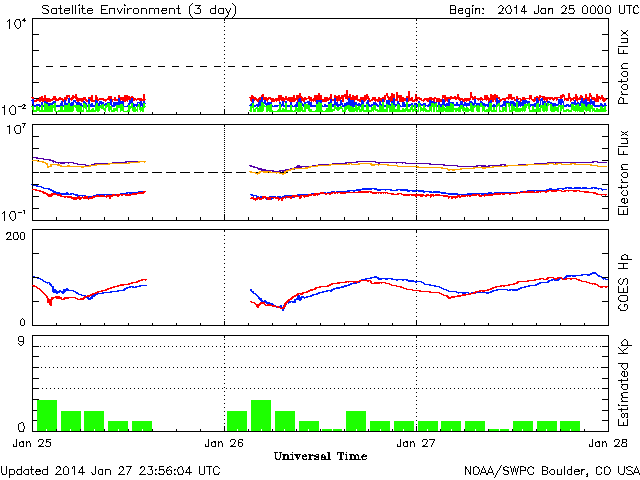 Satellite Environment (3 day)
Begin: 2014 Jan 25 0000 UTC
10^4
10^-2
Proton Flux
10^7
10^-1
Electron Flux
200
0
GOES Hp
9
0
Estimated Kp
Jan 25 Jan 26 Jan 27 Jan 28
Universal Time
Updated 2014 Jan 27 23:56:04 UTC
NOAA/SWPC Boulder, CO USA